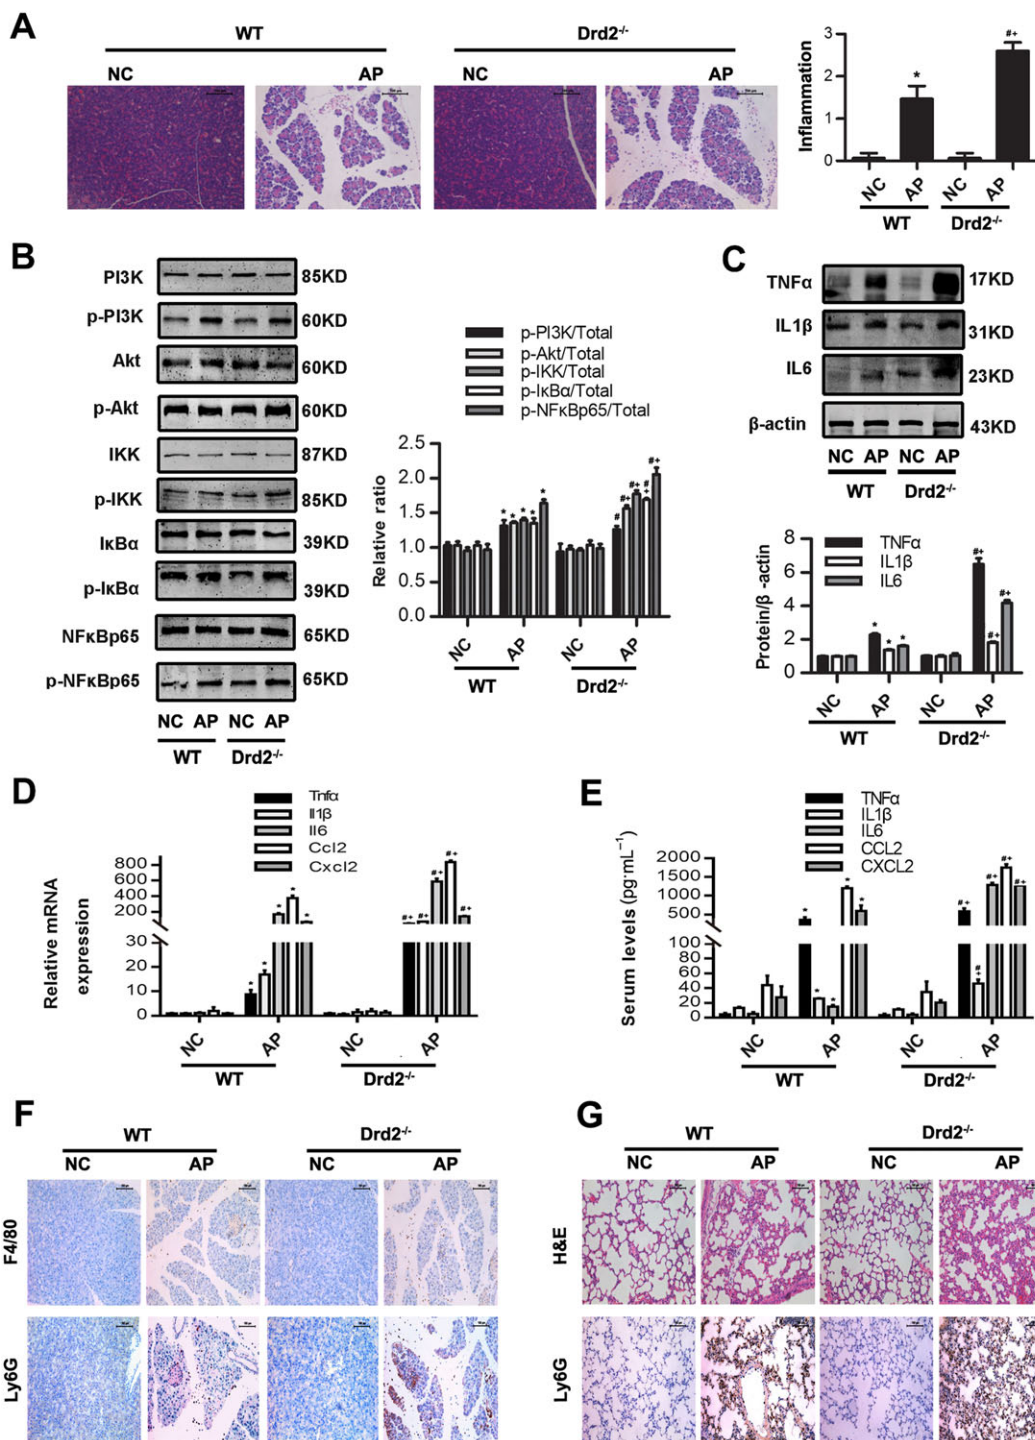 A
WT
Drd2-/-
NC
AP
NC
AP
Inflammation
3
2
1
0
*
#+
NC
AP
NC
AP
WT
Drd2-/-
B
PI3K
85KD
p-PI3K
60KD
Akt
60KD
p-Akt
60KD
IKK
87KD
p-IKK
85KD
IκBα
39KD
p-IκBα
39KD
NFκBp65
65KD
p-NFκBp65
65KD
NC AP NC AP
WT
Drd2-/-
p-PI3K/Total
p-Akt/Total
p-IKK/Total
p-IκBα/Total
p-NFκBp65/Total
Relative ratio
2.5
2.0
1.5
1.0
0.5
0.0
* * * * *
# #+ #+ #+ #+
NC
AP
NC
AP
WT
Drd2-/-
C
TNFα
17KD
IL1β
31KD
IL6
23KD
β-actin
43KD
NC AP NC AP
WT
Drd2-/-
TNFα
IL1β
IL6
Protein/β -actin
8
6
4
2
0
* * *
#+ #+ #+
NC
AP
NC
AP
WT
Drd2-/-
D
Tnfα
Il1β
Il6
Ccl2
Cxcl2
Relative mRNA
expression
800
600
400
200
30
20
10
0
* * * * *
#+ #+ #+ #+ #+
NC
AP
NC
AP
WT
Drd2-/-
E
TNFα
IL1β
IL6
CCL2
CXCL2
Serum levels (pg·mL−1)
2000
1500
1000
500
100
80
60
40
20
0
* * * * *
#+ #+ #+ #+ #+
NC
AP
NC
AP
WT
Drd2-/-
F
WT
Drd2-/-
NC
AP
NC
AP
F4/80
Ly6G
G
WT
Drd2-/-
NC
AP
NC
AP
H&E
Ly6G